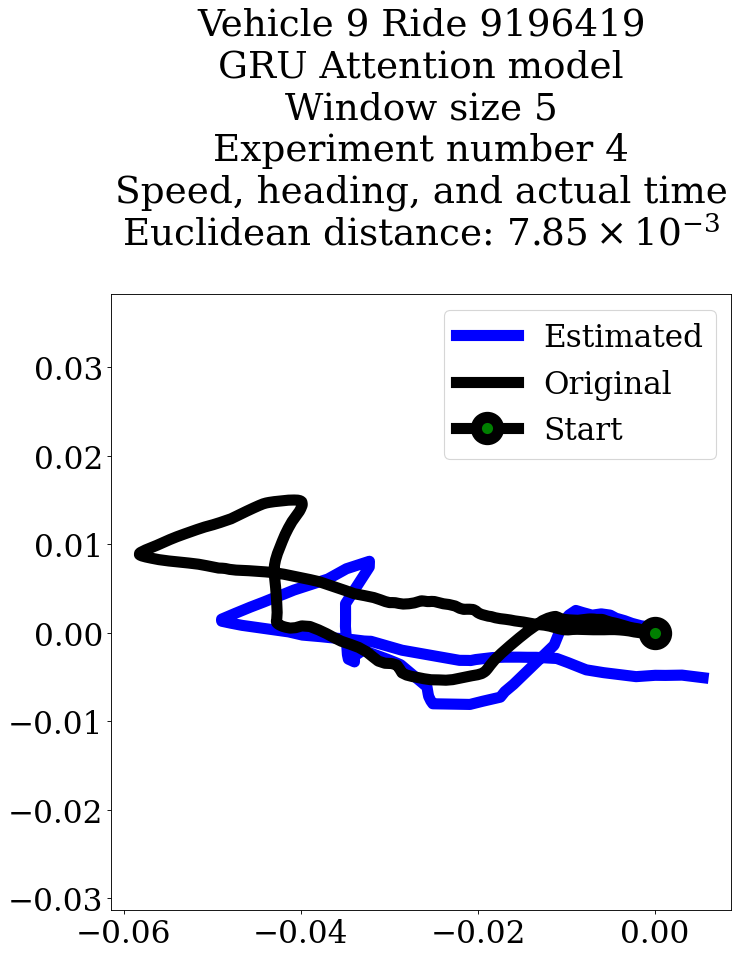 Vehicle 9 Ride 9196419
GRU Attention model
Window size 5
Experiment number 4
Speed, heading, and actual time
Euclidean distance: 7.85 × 10⁻³
Estimated
Original
Start
0.03
0.02
0.01
0.00
−0.01
−0.02
−0.03
−0.06
−0.04
−0.02
0.00